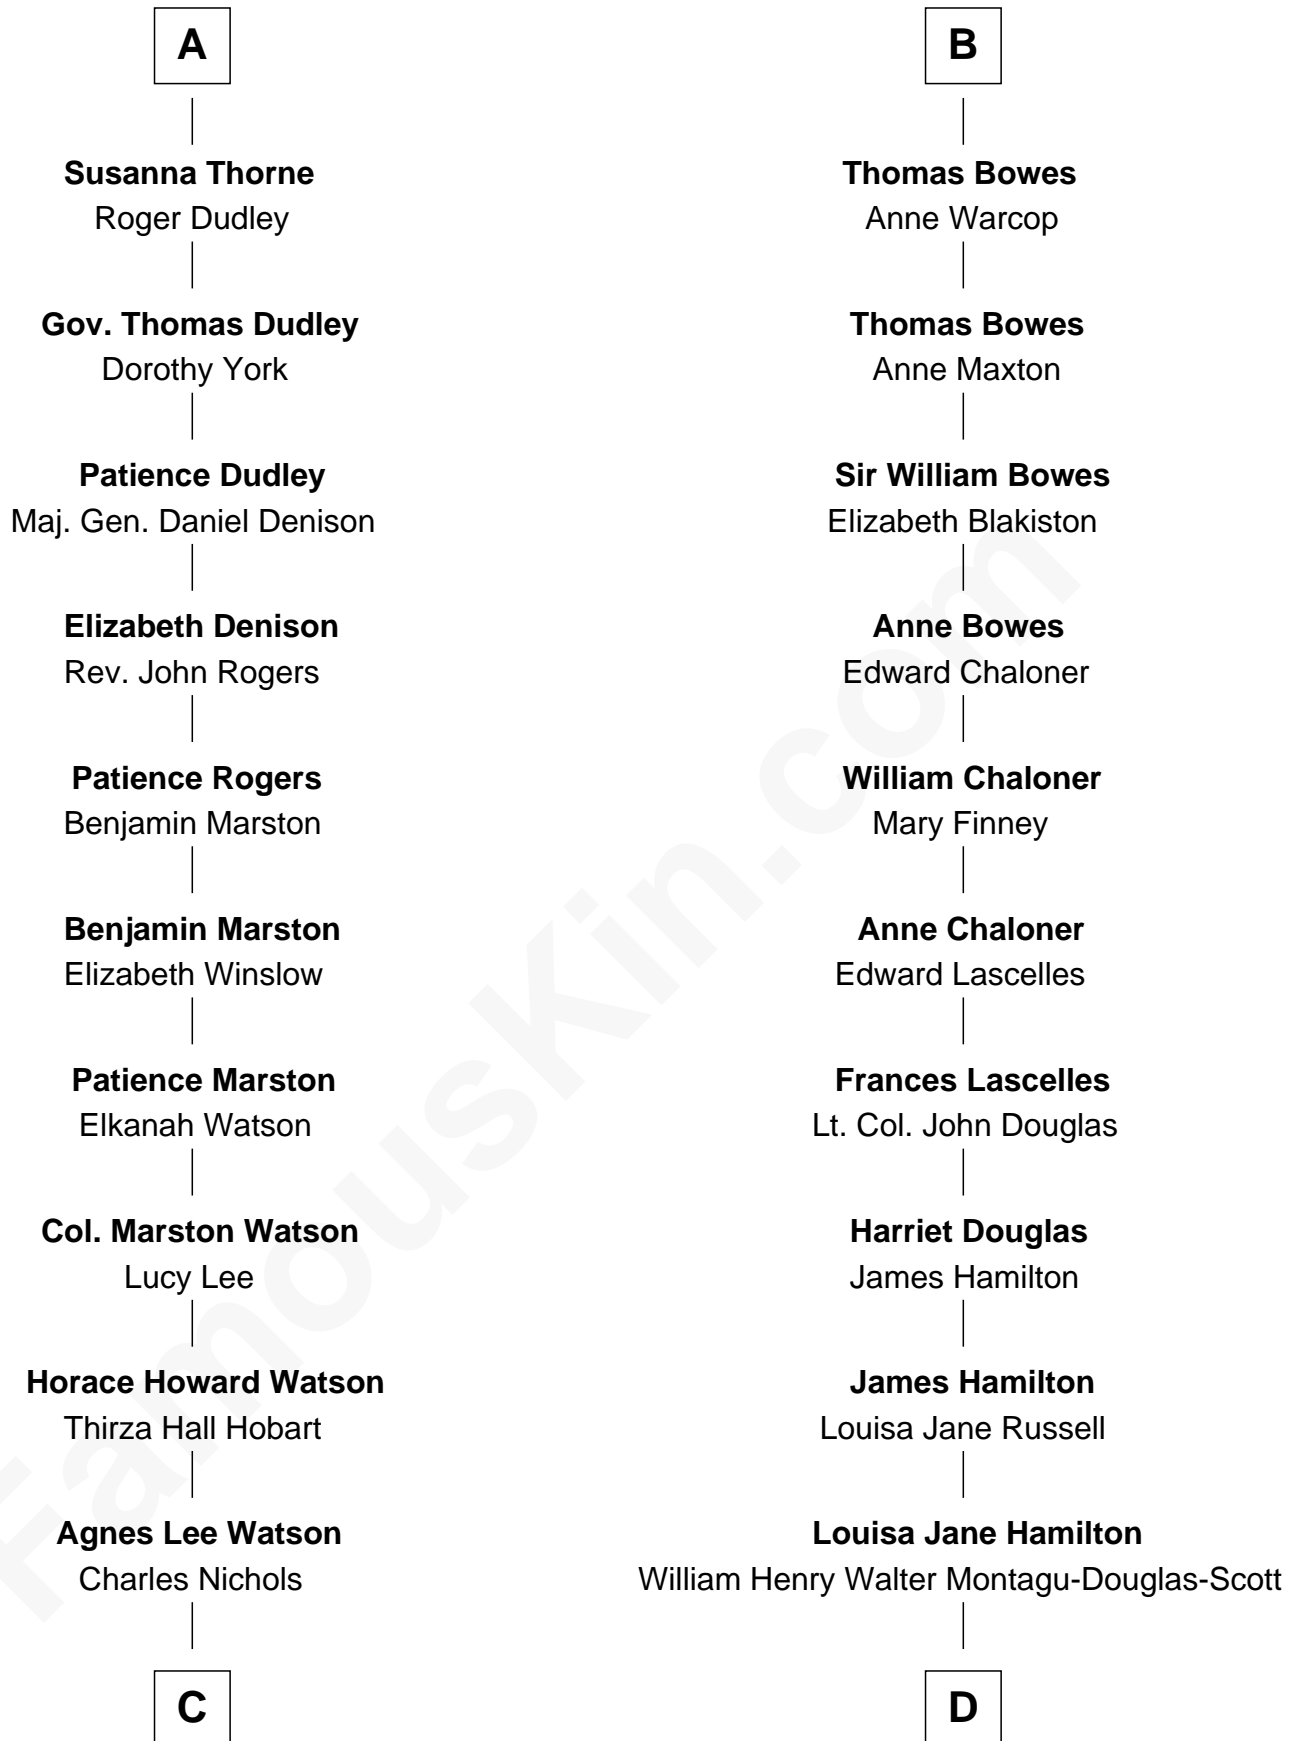 A
Susanna Thorne
Roger Dudley
Gov. Thomas Dudley
Dorothy York
Patience Dudley
Maj. Gen. Daniel Denison
Elizabeth Denison
Rev. John Rogers
Patience Rogers
Benjamin Marston
Benjamin Marston
Elizabeth Winslow
Patience Marston
Elkanah Watson
Col. Marston Watson
Lucy Lee
Horace Howard Watson
Thirza Hall Hobart
Agnes Lee Watson
Charles Nichols
C
B
Thomas Bowes
Anne Warcop
Thomas Bowes
Anne Maxton
Sir William Bowes
Elizabeth Blakiston
Anne Bowes
Edward Chaloner
William Chaloner
Mary Finney
Anne Chaloner
Edward Lascelles
Frances Lascelles
Lt. Col. John Douglas
Harriet Douglas
James Hamilton
James Hamilton
Louisa Jane Russell
Louisa Jane Hamilton
William Henry Walter Montagu-Douglas-Scott
D
FamousKin.com